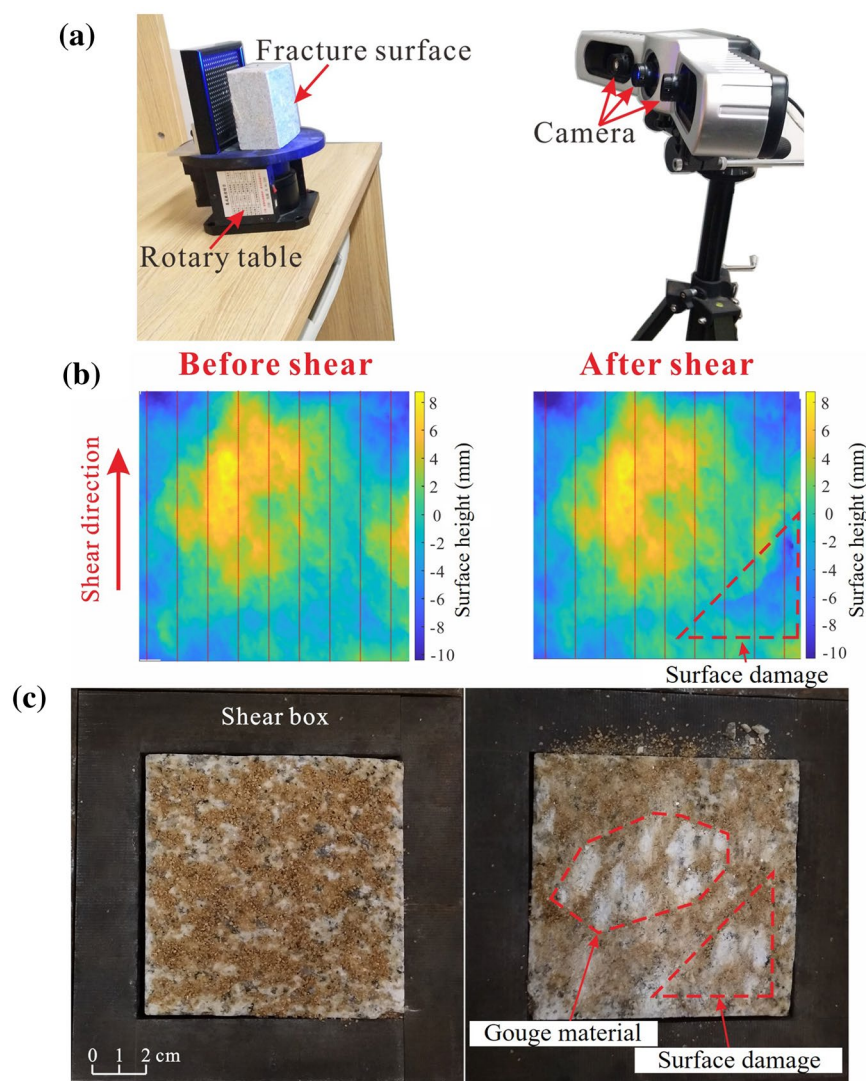 (a)
Fracture surface
Camera
Rotary table
(b)
Before shear
After shear
Shear direction
8
6
4
2
0
-2
-4
-6
-8
-10
Surface height (mm)
8
6
4
2
0
-2
-4
-6
-8
-10
Surface height (mm)
Surface damage
(c)
Shear box
0 1 2 cm
Gouge material
Surface damage